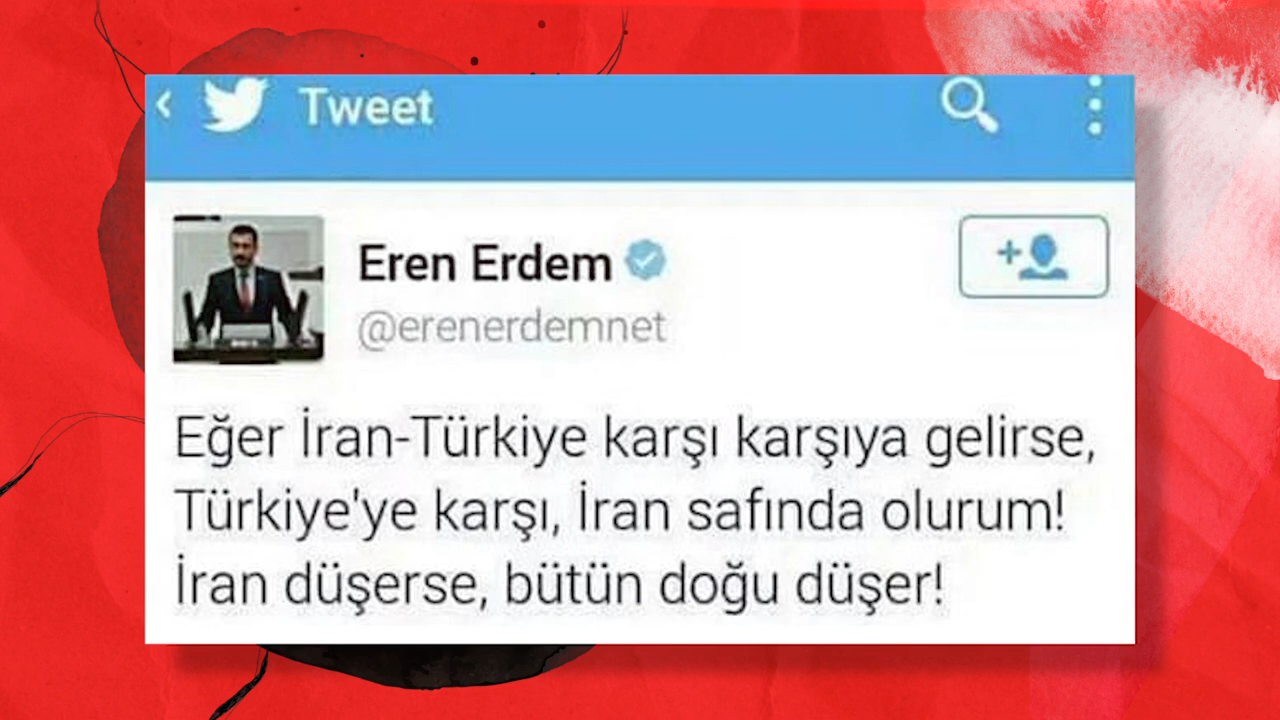 Tweet
Eren Erdem
@erenerdemnet
Eğer İran-Türkiye karşı karşıya gelirse,
Türkiye'ye karşı, İran safında olurum!
İran düşerse, bütün doğu düşer!